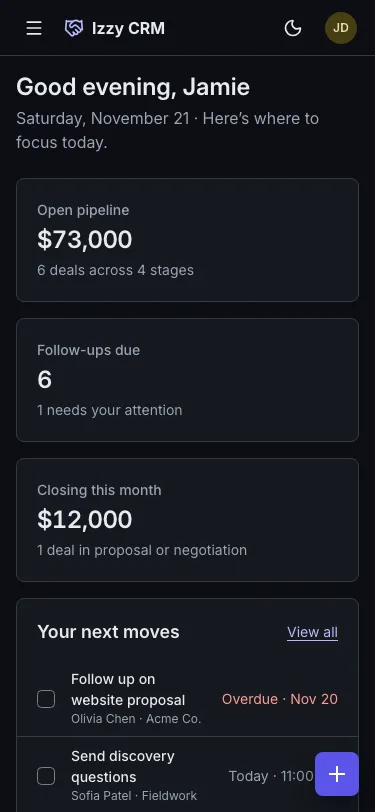 Izzy CRM
JD
Good evening, Jamie
Saturday, November 21 · Here’s where to
focus today.
Open pipeline
$73,000
6 deals across 4 stages
Follow-ups due
6
1 needs your attention
Closing this month
$12,000
1 deal in proposal or negotiation
Your next moves
View all
Follow up on
website proposal
Olivia Chen · Acme Co.
Overdue · Nov 20
Send discovery
questions
Sofia Patel · Fieldwork
Today · 11:00